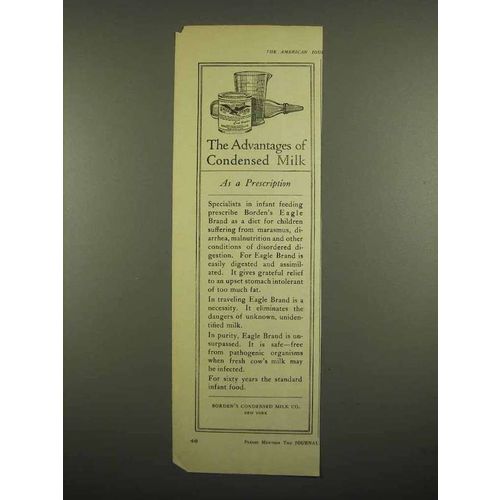 THE AMERICAN JOU
The Advantages of
Condensed Milk
As a Prescription
Specialists in infant feeding
prescribe Borden's Eagle
Brand as a diet for children
suffering from marasmus, di-
arrhea, malnutrition and other
conditions of disordered di-
gestion. For Eagle Brand is
easily digested and assimil-
ated. It gives grateful relief
to an upset stomach intolerant
of too much fat.
In traveling Eagle Brand is a
necessity. It eliminates the
dangers of unknown, uniden-
tified milk.
In purity, Eagle Brand is un-
surpassed. It is safe—free
from pathogenic organisms
when fresh cow's milk may
be infected.
For sixty years the standard
infant food.
BORDEN'S CONDENSED MILK CO.
NEW YORK
Please Mention The JOURNAL